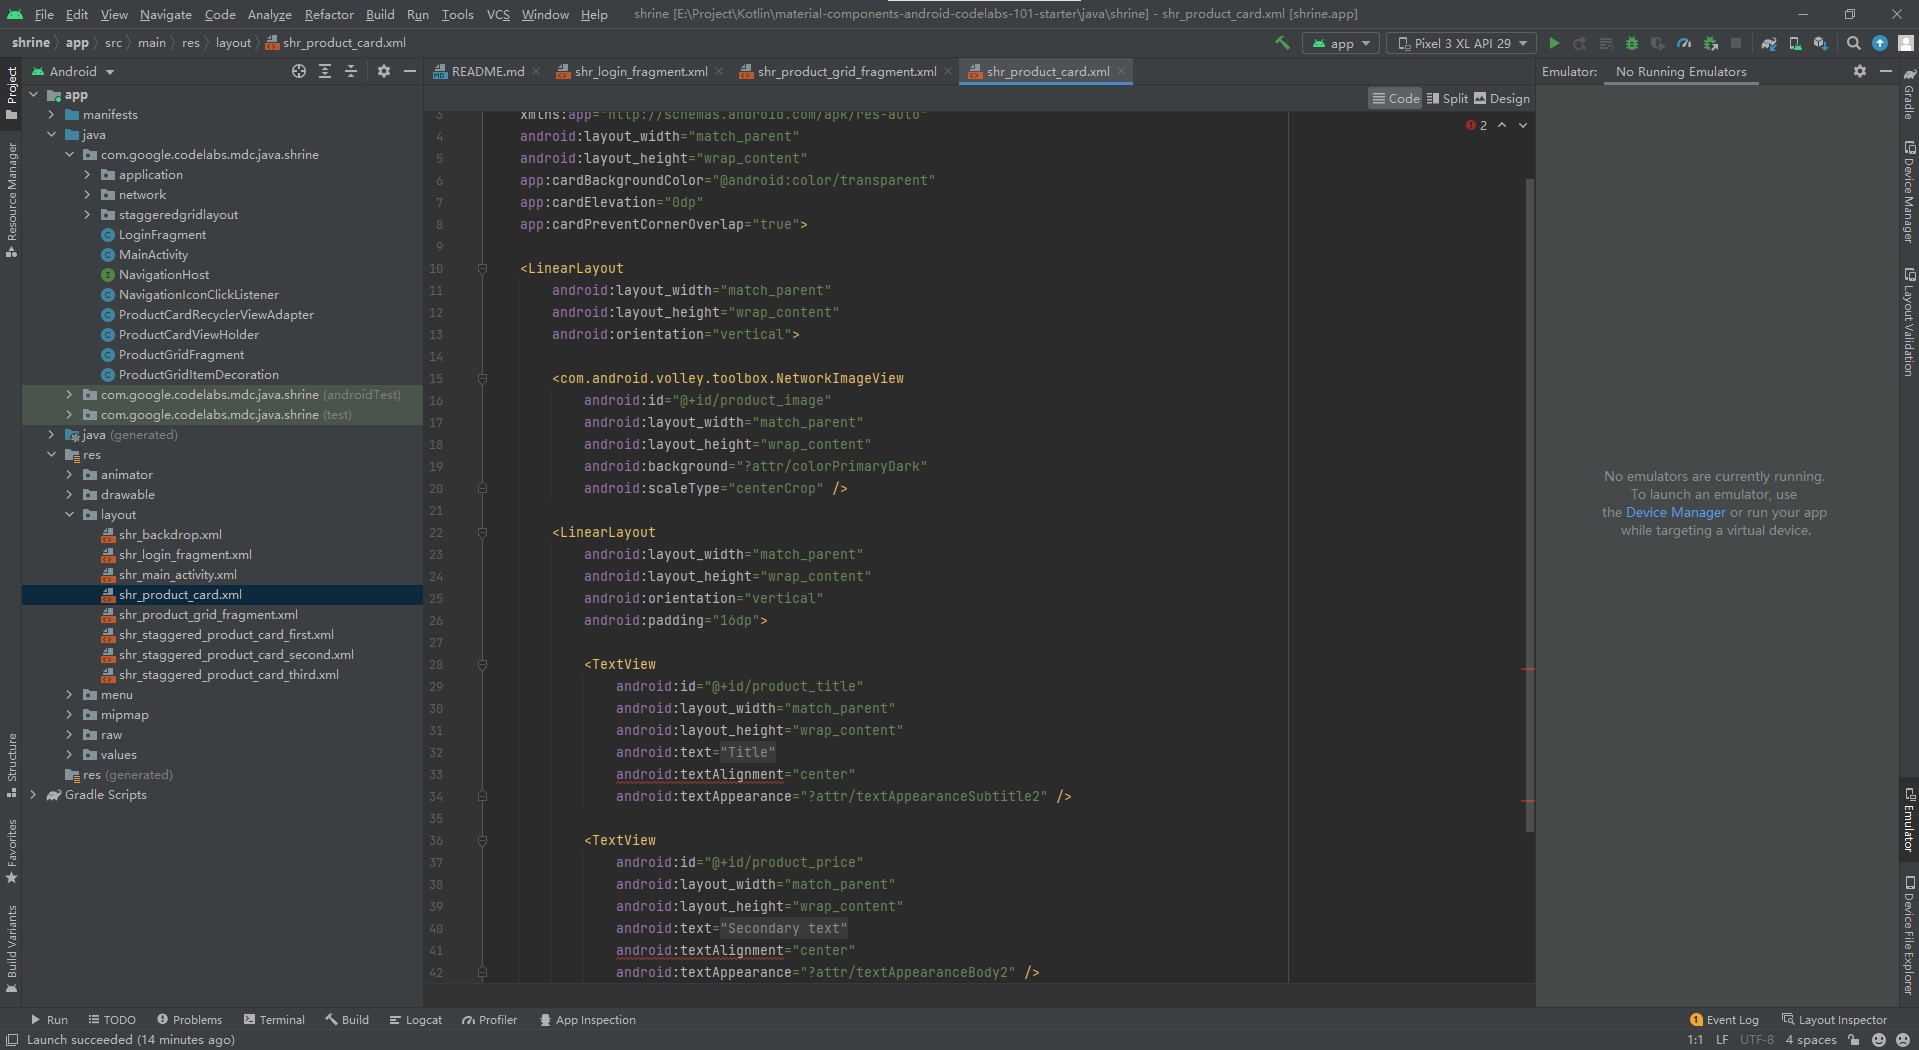 File Edit View Navigate Code Analyze Refactor Build Run Tools VCS Window Help shrine [E:\Project\Kotlin\material-components-android-codelabs-101-starter\java\shrine] - shr_product_card.xml [shrine.app]
shrine app src main res layout shr_product_card.xml app Pixel 3 XL API 29
Android README.md shr_login_fragment.xml shr_product_grid_fragment.xml shr_product_card.xml Emulator: No Running Emulators
Code Split Design
2
Project
Resource Manager
Structure
Favorites
Build Variants
app
manifests
java
com.google.codelabs.mdc.java.shrine
application
network
staggeredgridlayout
LoginFragment
MainActivity
NavigationHost
NavigationIconClickListener
ProductCardRecyclerViewAdapter
ProductCardViewHolder
ProductGridFragment
ProductGridItemDecoration
com.google.codelabs.mdc.java.shrine (androidTest)
com.google.codelabs.mdc.java.shrine (test)
java (generated)
res
animator
drawable
layout
shr_backdrop.xml
shr_login_fragment.xml
shr_main_activity.xml
shr_product_card.xml
shr_product_grid_fragment.xml
shr_staggered_product_card_first.xml
shr_staggered_product_card_second.xml
shr_staggered_product_card_third.xml
menu
mipmap
raw
values
res (generated)
Gradle Scripts
3 xmlns:app="http://schemas.android.com/apk/res-auto"
4 android:layout_width="match_parent"
5 android:layout_height="wrap_content"
6 app:cardBackgroundColor="@android:color/transparent"
7 app:cardElevation="0dp"
8 app:cardPreventCornerOverlap="true">
9
10 <LinearLayout
11 android:layout_width="match_parent"
12 android:layout_height="wrap_content"
13 android:orientation="vertical">
14
15 <com.android.volley.toolbox.NetworkImageView
16 android:id="@+id/product_image"
17 android:layout_width="match_parent"
18 android:layout_height="wrap_content"
19 android:background="?attr/colorPrimaryDark"
20 android:scaleType="centerCrop" />
21
22 <LinearLayout
23 android:layout_width="match_parent"
24 android:layout_height="wrap_content"
25 android:orientation="vertical"
26 android:padding="16dp">
27
28 <TextView
29 android:id="@+id/product_title"
30 android:layout_width="match_parent"
31 android:layout_height="wrap_content"
32 android:text="Title"
33 android:textAlignment="center"
34 android:textAppearance="?attr/textAppearanceSubtitle2" />
35
36 <TextView
37 android:id="@+id/product_price"
38 android:layout_width="match_parent"
39 android:layout_height="wrap_content"
40 android:text="Secondary text"
41 android:textAlignment="center"
42 android:textAppearance="?attr/textAppearanceBody2" />
No emulators are currently running.
To launch an emulator, use
the Device Manager or run your app
while targeting a virtual device.
Gradle
Device Manager
Layout Validation
Emulator
Device File Explorer
Run TODO Problems Terminal Build Logcat Profiler App Inspection 1 Event Log Layout Inspector
Launch succeeded (14 minutes ago) 1:1 LF UTF-8 4 spaces